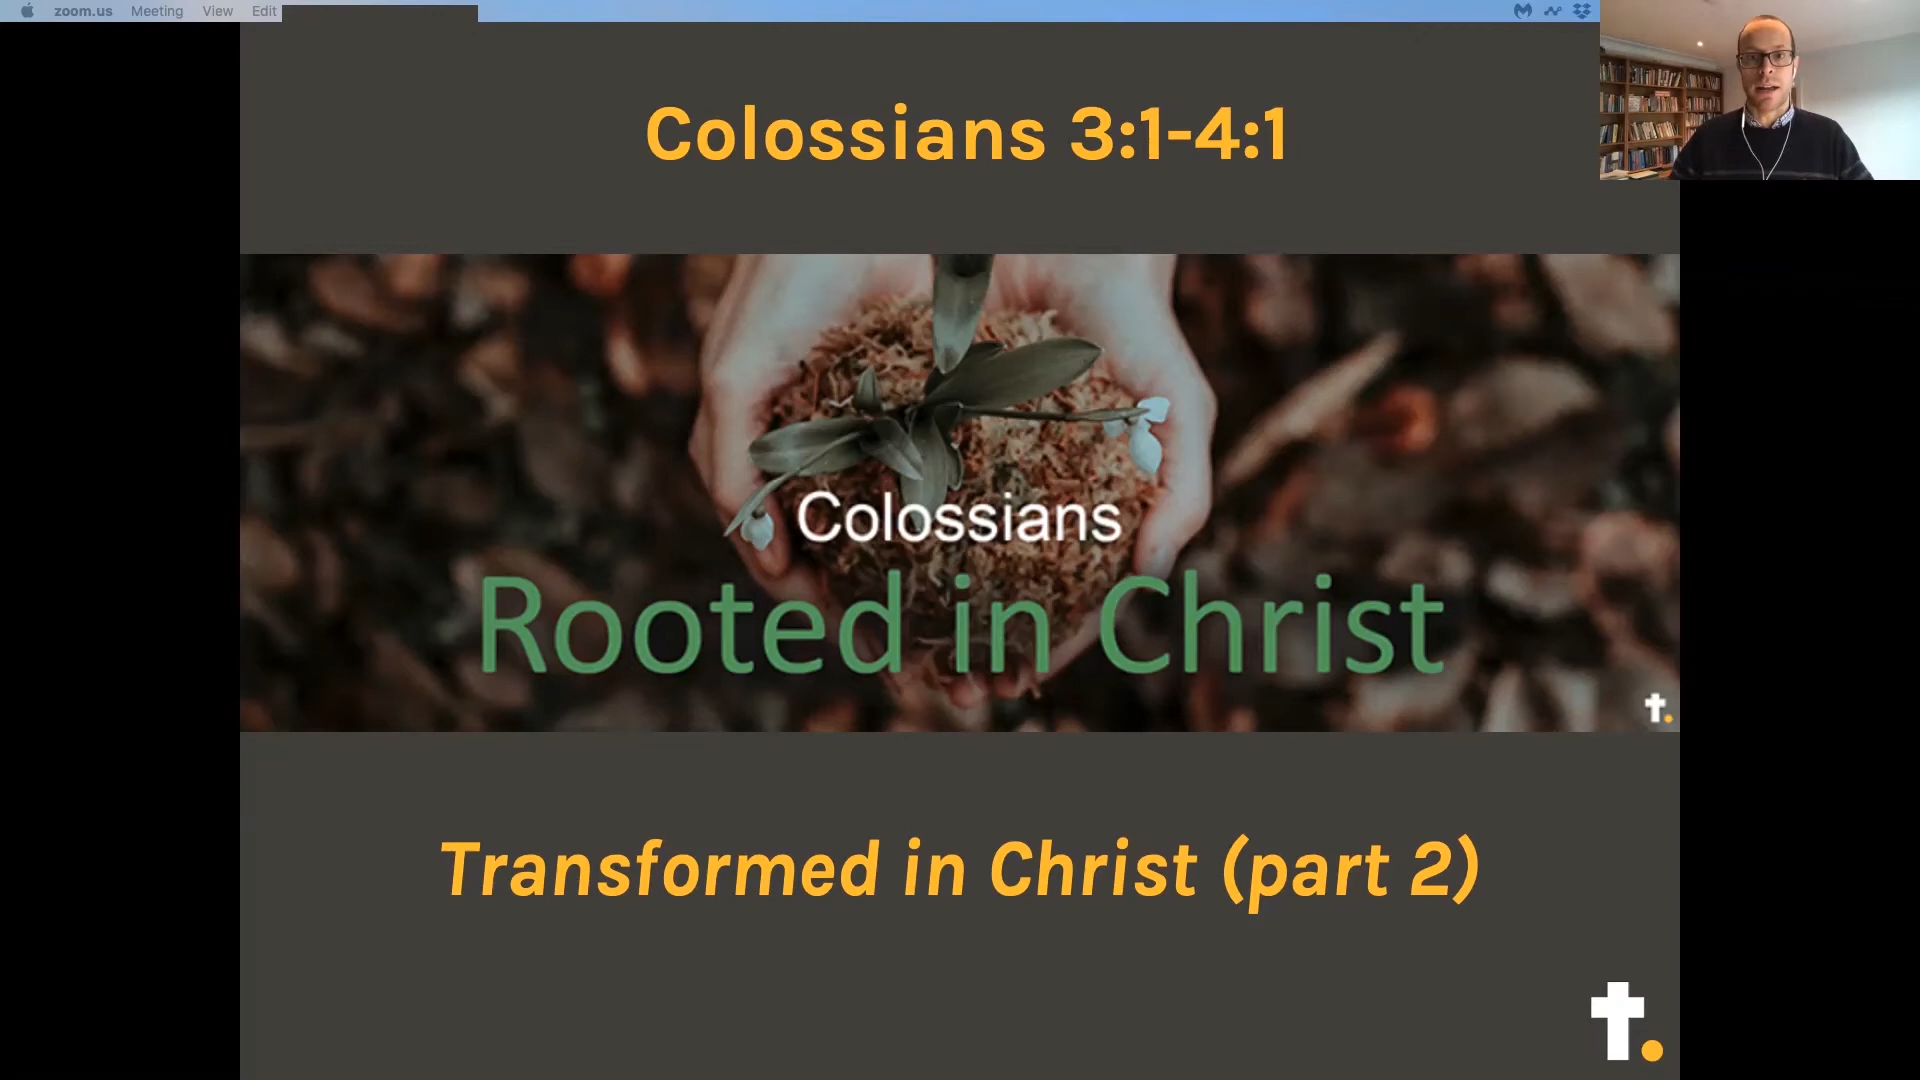 zoom.us Meeting View Edit
Colossians 3:1-4:1
Colossians
Rooted in Christ
t.
Transformed in Christ (part 2)
t.